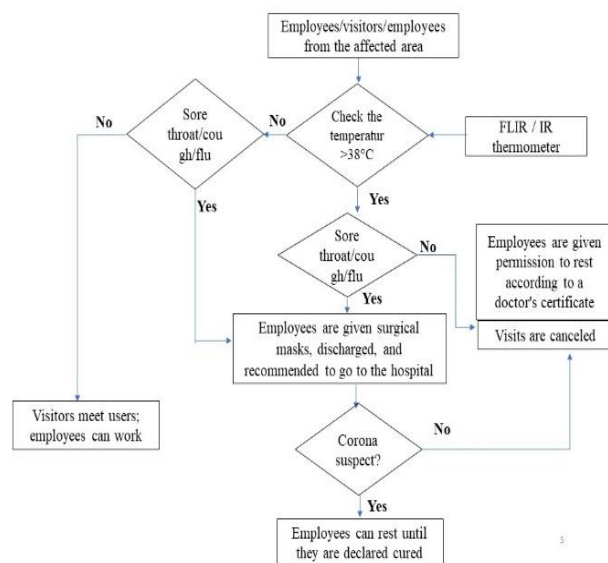 Employees/visitors/employees
from the affected area
No
Sore
throat/cou
gh/flu
No
Check the
temperatur
>38°C
FLIR / IR
thermometer
Yes
Yes
Sore
throat/cou
gh/flu
No
Employees are given
permission to rest
according to a
doctor's certificate
Yes
Employees are given surgical
masks, discharged, and
recommended to go to the hospital
Visits are canceled
Visitors meet users;
employees can work
Corona
suspect?
No
Yes
Employees can rest until
they are declared cured
5